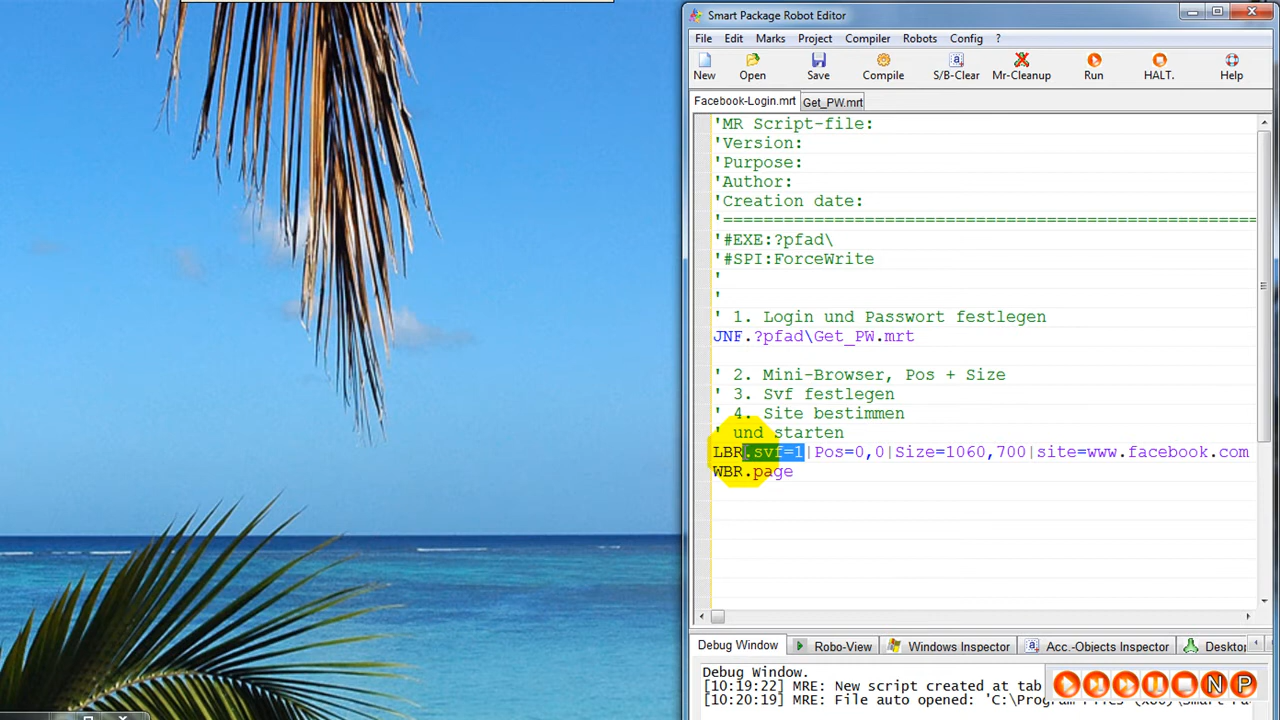 Smart Package Robot Editor
File Edit Marks Project Compiler Robots Config ?
New Open Save Compile S/B-Clear Mr-Cleanup Run HALT. Help
Facebook-Login.mrt Get_PW.mrt
'MR Script-file:
'Version:
'Purpose:
'Author:
'Creation date:
'======================================================
'#EXE:?pfad\
'#SPI:ForceWrite
'
'
' 1. Login und Passwort festlegen
JNF.?pfad\Get_PW.mrt
' 2. Mini-Browser, Pos + Size
' 3. Svf festlegen
' 4. Site bestimmen
' und starten
LBR.svf=1|Pos=0,0|Size=1060,700|site=www.facebook.com
WBR.page
Debug Window Robo-View Windows Inspector Acc.-Objects Inspector Desktop
Debug Window.
[10:19:22] MRE: New script created at tab
[10:20:19] MRE: File auto opened: 'C:\Program
N P